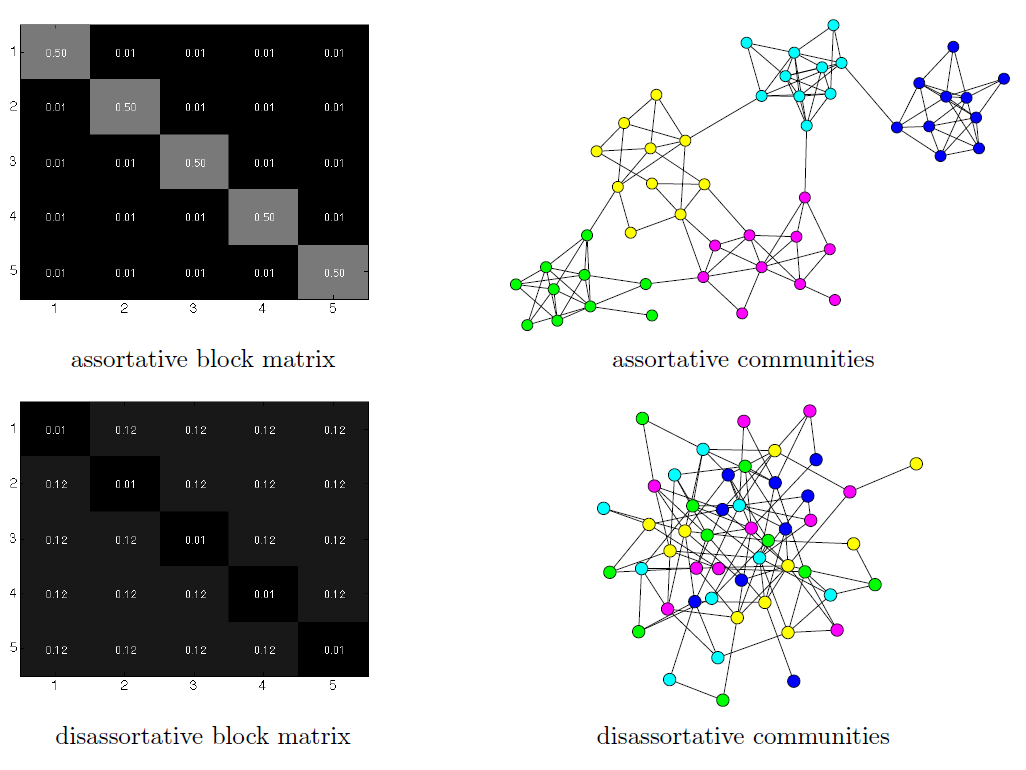 1 0.50 0.01 0.01 0.01 0.01
2 0.01 0.50 0.01 0.01 0.01
3 0.01 0.01 0.50 0.01 0.01
4 0.01 0.01 0.01 0.50 0.01
5 0.01 0.01 0.01 0.01 0.50
1 2 3 4 5
assortative block matrix
assortative communities
1 0.01 0.12 0.12 0.12 0.12
2 0.12 0.01 0.12 0.12 0.12
3 0.12 0.12 0.01 0.12 0.12
4 0.12 0.12 0.12 0.01 0.12
5 0.12 0.12 0.12 0.12 0.01
1 2 3 4 5
disassortative block matrix
disassortative communities